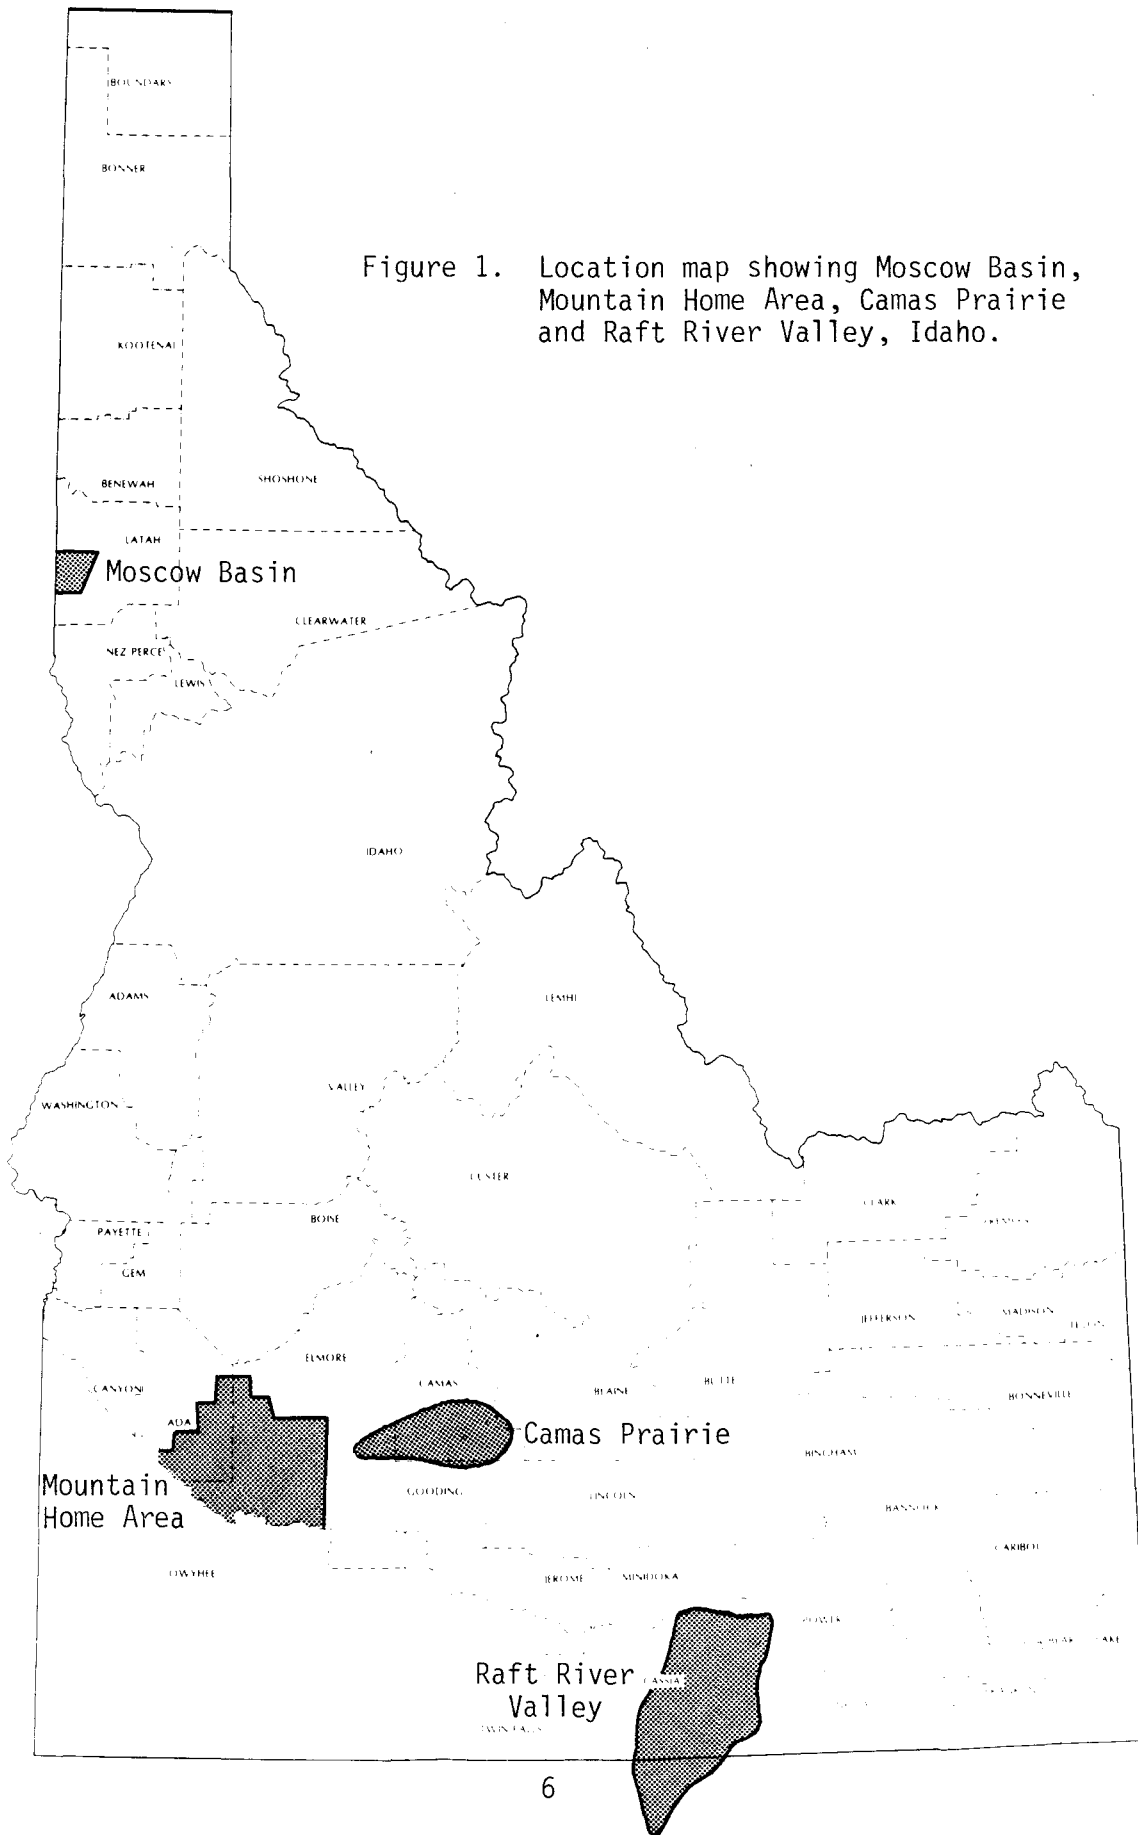 BOUNDARY
BONNER
Figure 1. Location map showing Moscow Basin,
Mountain Home Area, Camas Prairie
and Raft River Valley, Idaho.
KOOTENAI
BENEWAH
SHOSHONE
LATAH
Moscow Basin
CLEARWATER
NEZ PERCE
LEWIS
IDAHO
ADAMS
LEMHI
VALLEY
WASHINGTON
CUSTER
CLARK
BOISE
PAYETTE
GEM
JEFFERSON
MADISON
TETON
ELMORE
CAMAS
BLAINE
BUTTE
CANYON
BONNEVILLE
ADA
Camas Prairie
BINGHAM
Mountain
Home Area
GOODING
LINCOLN
BANNOCK
CARIBOU
OWYHEE
JEROME
MINIDOKA
POWER
Raft River
Valley
CASSIA
TWIN FALLS
6